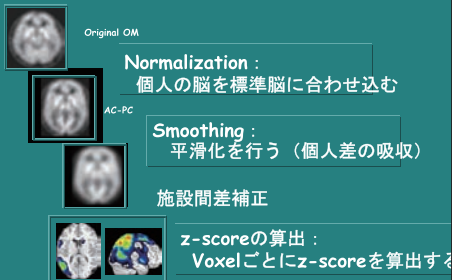 Original OM
Normalization：
個人の脳を標準脳に合わせ込む
AC-PC
Smoothing：
平滑化を行う（個人差の吸収）
施設間差補正
z-scoreの算出：
Voxelごとにz-scoreを算出する